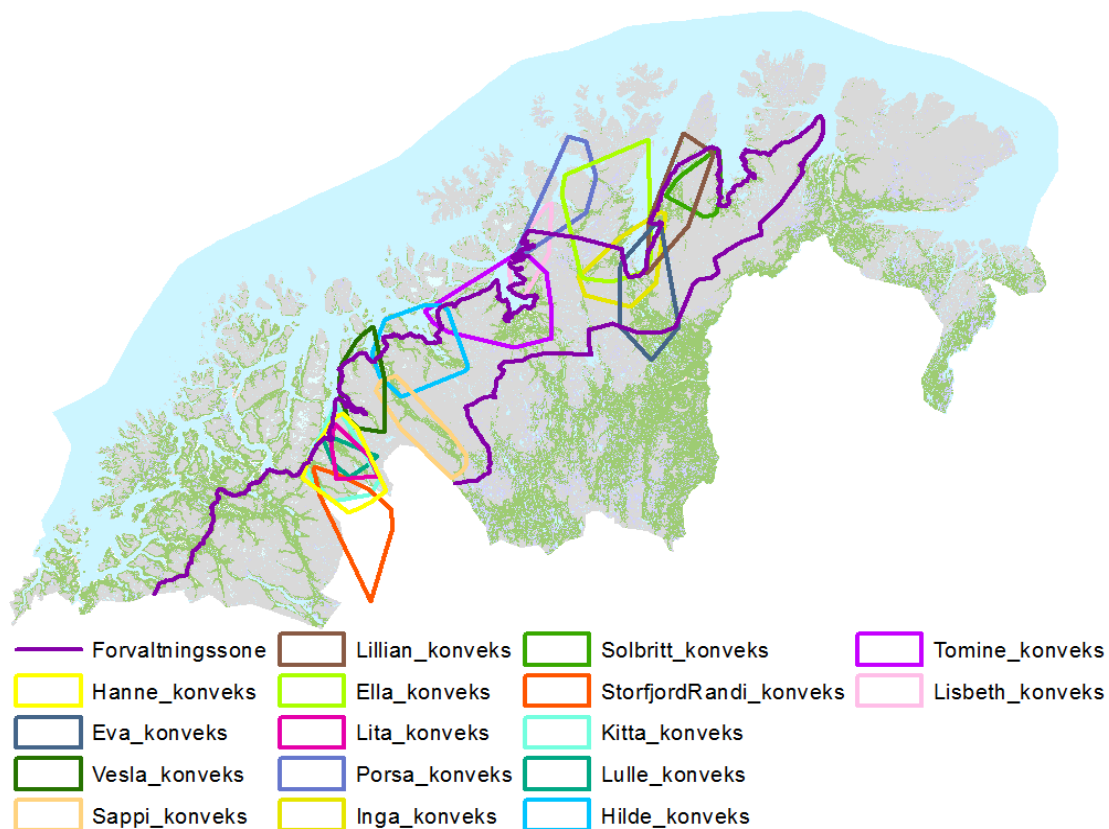 Forvaltningssone Lillian_konveks Solbritt_konveks Tomine_konveks
Hanne_konveks Ella_konveks StorfjordRandi_konveks Lisbeth_konveks
Eva_konveks Lita_konveks Kitta_konveks
Vesla_konveks Porsa_konveks Lulle_konveks
Sappi_konveks Inga_konveks Hilde_konveks